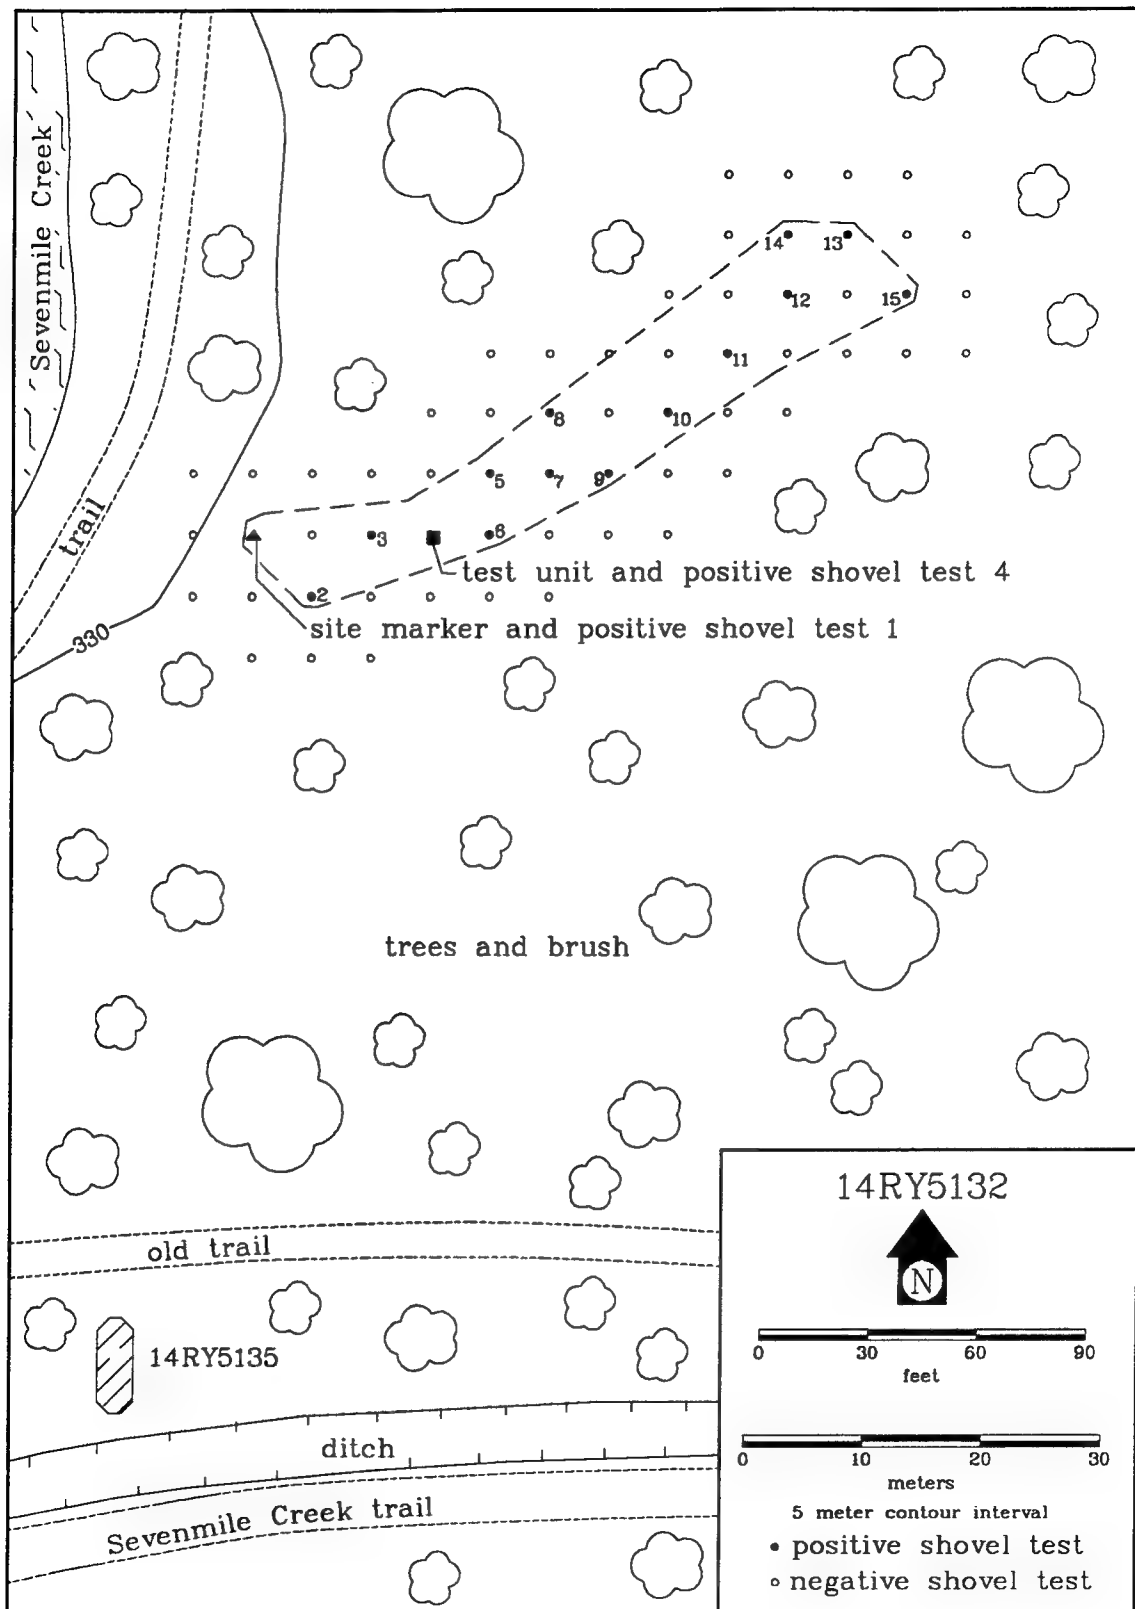 Sevenmile Creek
trail
330
14
13
12
15
11
8
10
5
7
9
3
6
test unit and positive shovel test 4
2
site marker and positive shovel test 1
trees and brush
old trail
14RY5135
ditch
Sevenmile Creek trail
14RY5132
N
0 30 60 90
feet
0 10 20 30
meters
5 meter contour interval
positive shovel test
negative shovel test